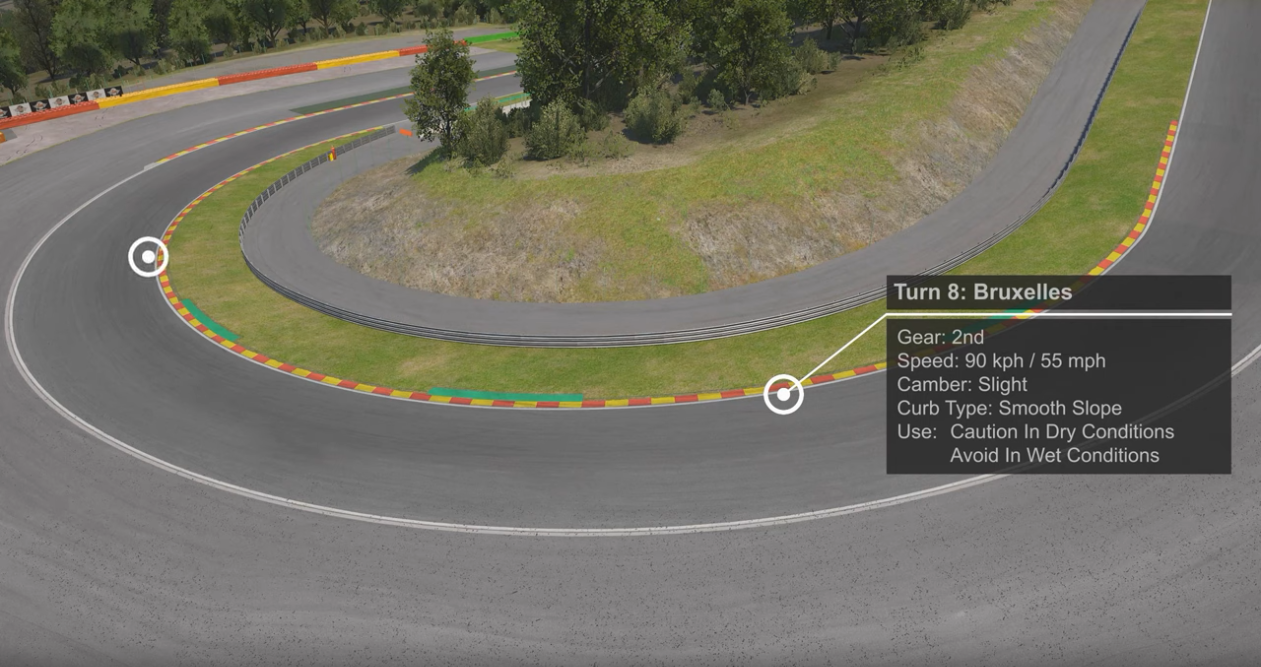 Turn 8: Bruxelles
Gear: 2nd
Speed: 90 kph / 55 mph
Camber: Slight
Curb Type: Smooth Slope
Use: Caution In Dry Conditions
Avoid In Wet Conditions